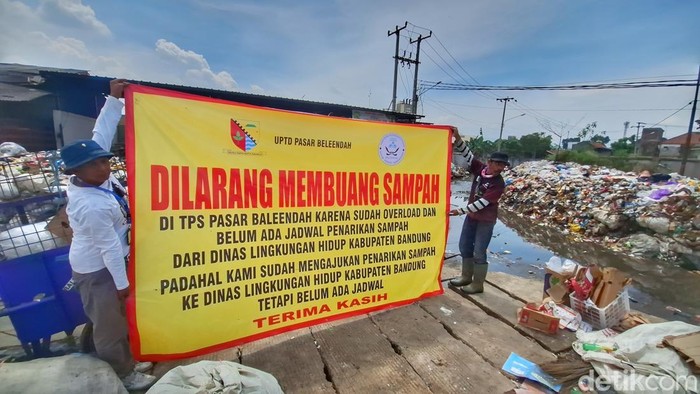 UPTD PASAR BELEENDAH
DILARANG MEMBUANG SAMPAH
DI TPS PASAR BALEENDAH KARENA SUDAH OVERLOAD DAN
BELUM ADA JADWAL PENARIKAN SAMPAH
DARI DINAS LINGKUNGAN HIDUP KABUPATEN BANDUNG
PADAHAL KAMI SUDAH MENGAJUKAN PENARIKAN SAMPAH
KE DINAS LINGKUNGAN HIDUP KABUPATEN BANDUNG
TETAPI BELUM ADA JADWAL
TERIMA KASIH
detikcom